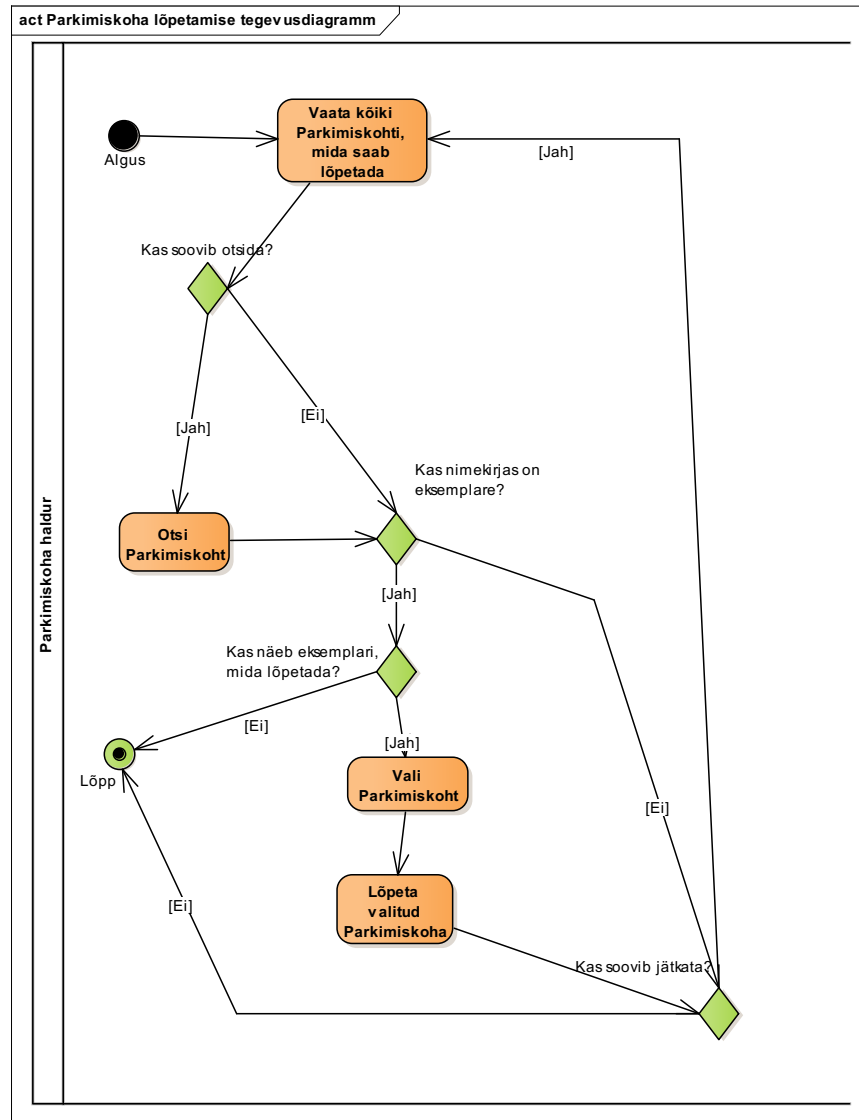 act Parkimiskoha lõpetamise tegevusdiagramm
Parkimiskoha haldur
Algus
Vaata kõiki
Parkimiskohti,
mida saab
lõpetada
[Jah]
Kas soovib otsida?
[Ei]
[Jah]
Kas nimekirjas on
eksemplare?
Otsi
Parkimiskoht
[Jah]
Kas näeb eksemplari,
mida lõpetada?
[Ei]
[Jah]
Lõpp
Vali
Parkimiskoht
[Ei]
Lõpeta
valitud
Parkimiskoha
[Ei]
Kas soovib jätkata?